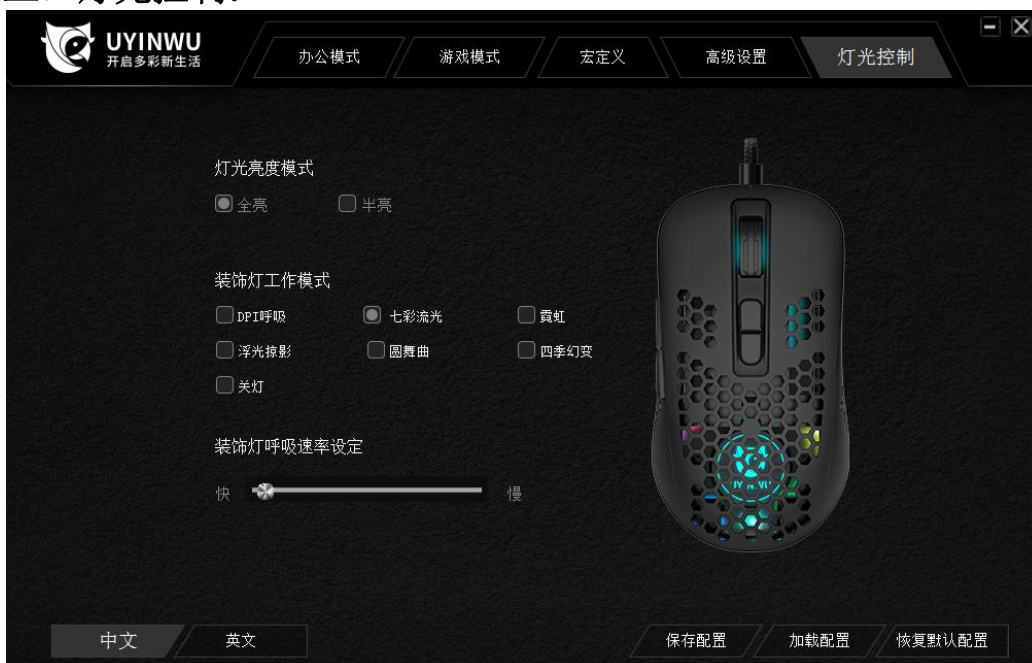 UYINWU
开启多彩新生活
办公模式 游戏模式 宏定义 高级设置 灯光控制
灯光亮度模式
全亮 半亮
装饰灯工作模式
DPI呼吸 七彩流光 霓虹
浮光掠影 圆舞曲 四季幻变
关灯
装饰灯呼吸速率设定
快 慢
中文 英文 保存配置 加载配置 恢复默认配置